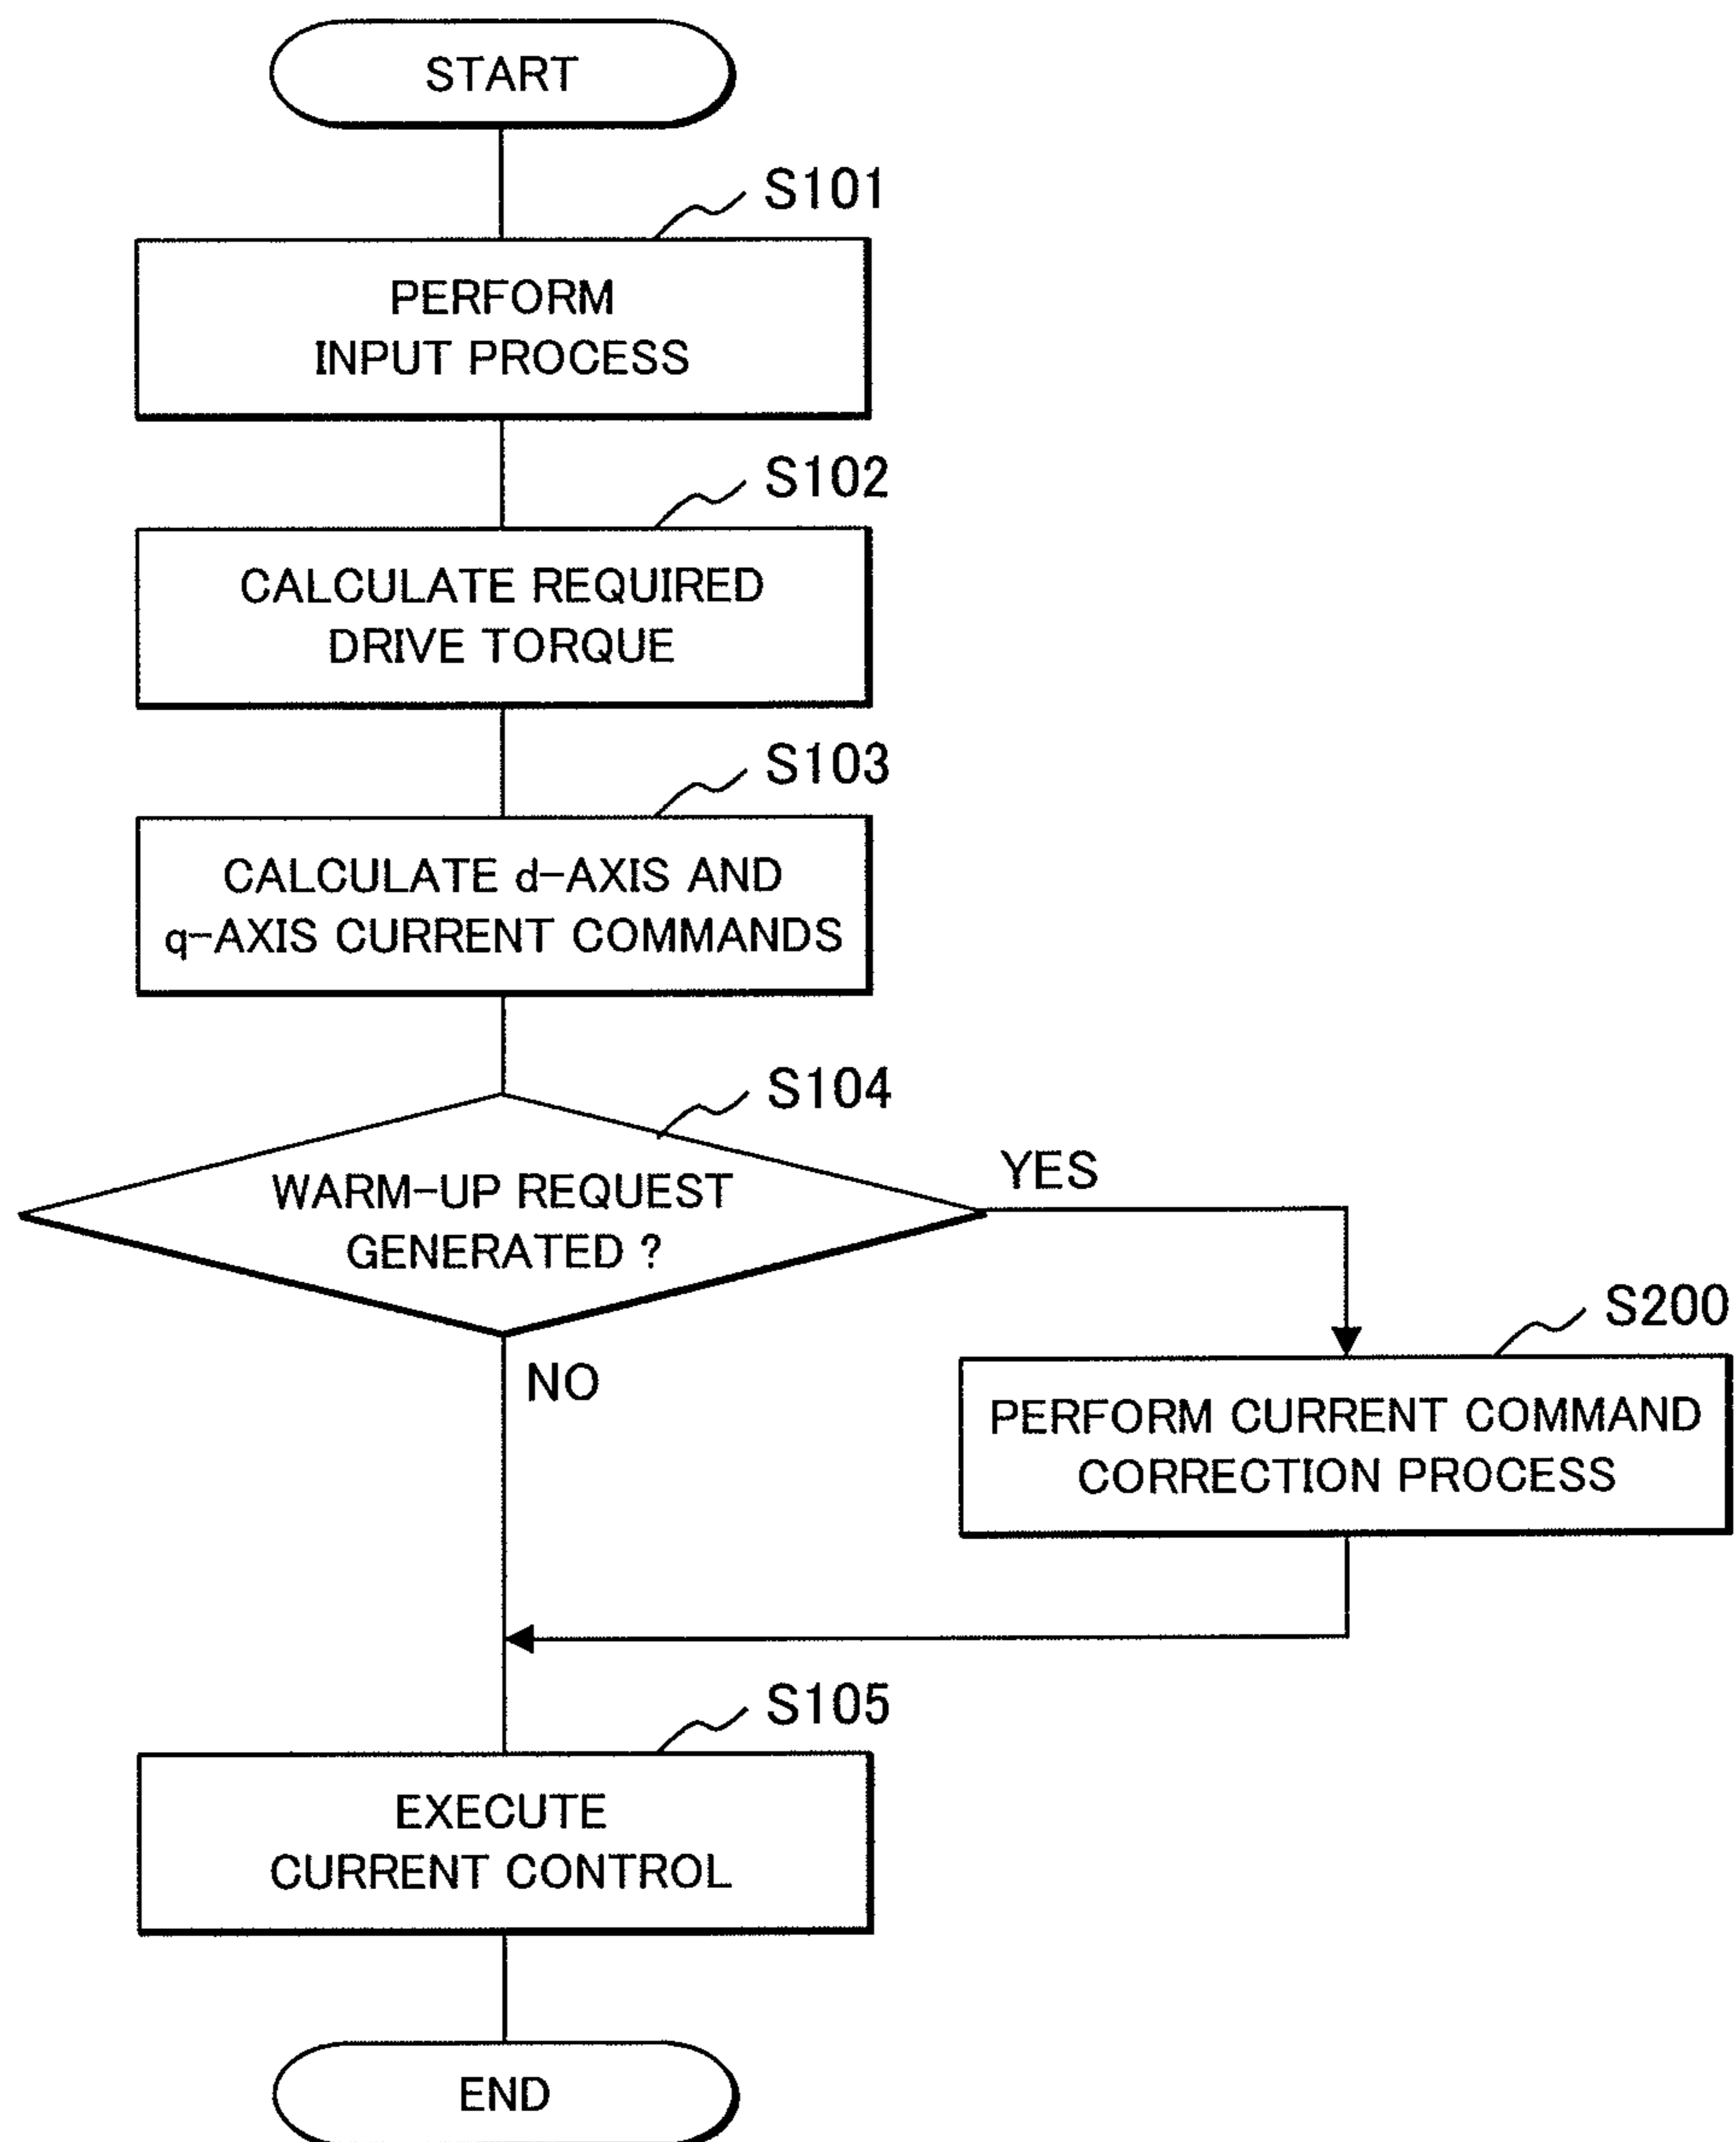 START
S101
PERFORM
INPUT PROCESS
S102
CALCULATE REQUIRED
DRIVE TORQUE
S103
CALCULATE d-AXIS AND
q-AXIS CURRENT COMMANDS
S104
WARM-UP REQUEST
GENERATED ?
YES
NO
S200
PERFORM CURRENT COMMAND
CORRECTION PROCESS
S105
EXECUTE
CURRENT CONTROL
END